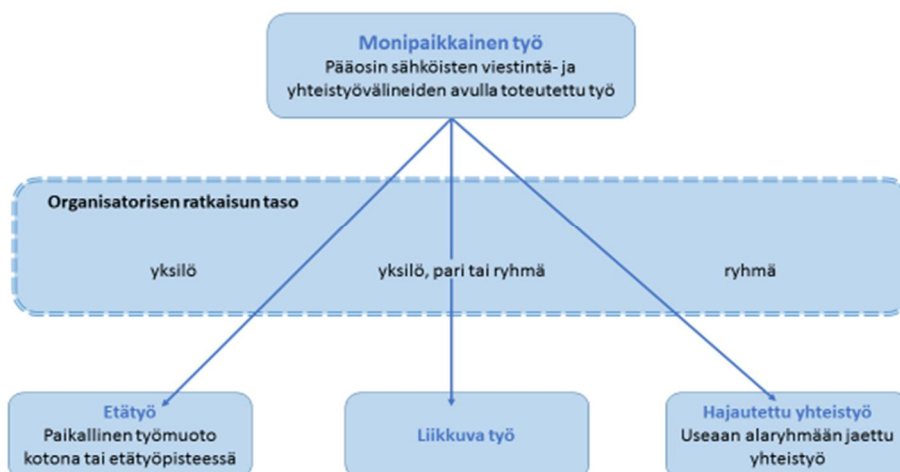 Monipaikkainen työ
Pääosin sähköisten viestintä- ja
yhteistyövälineiden avulla toteutettu työ
Organisatorisen ratkaisun taso
yksilö
yksilö, pari tai ryhmä
ryhmä
Etätyö
Paikallinen työmuoto
kotona tai etätyöpisteessä
Liikkuva työ
Hajautettu yhteistyö
Useaan alaryhmään jaettu
yhteistyö